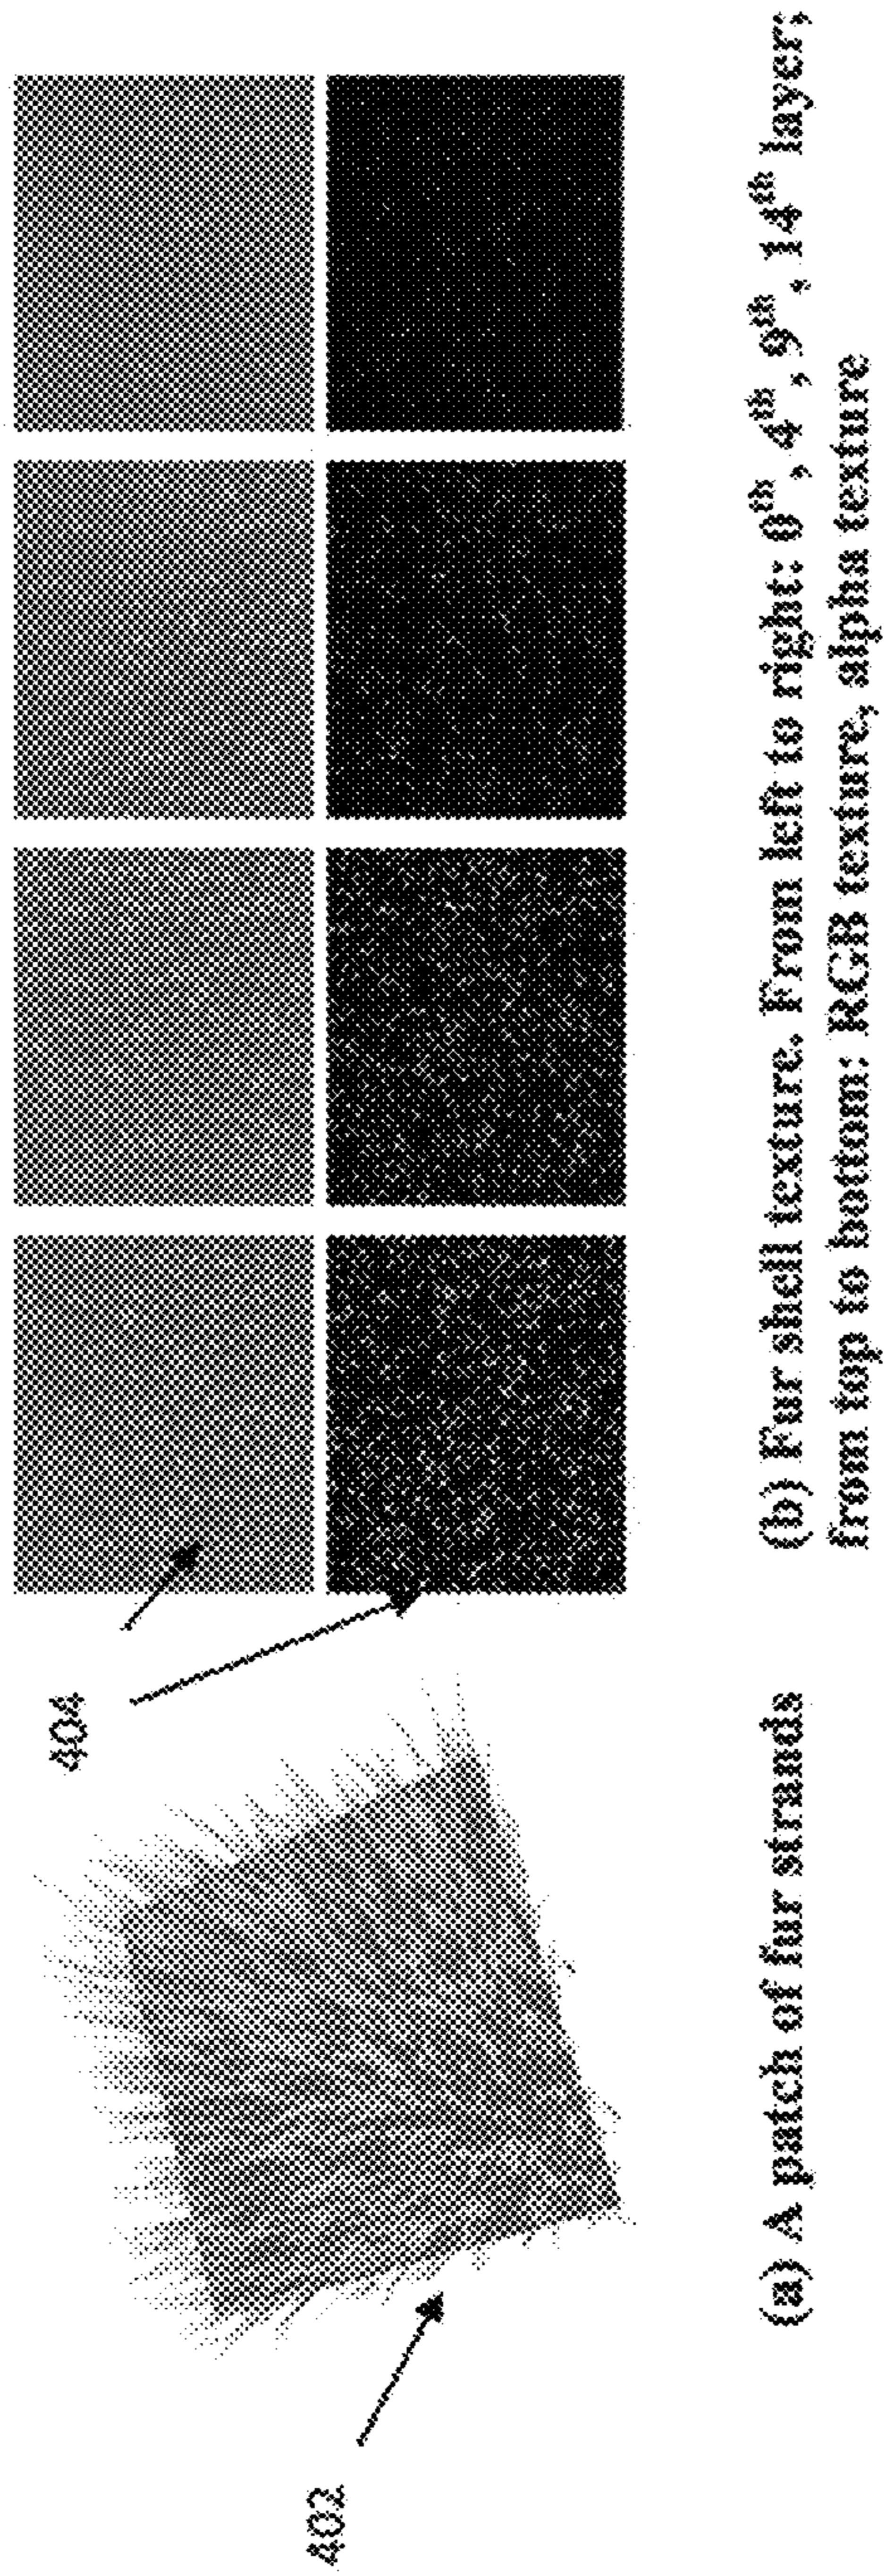 404
402
(a) A patch of fur strands
(b) Fur shell texture. From left to right: 0th, 4th, 9th, 14th layer;
from top to bottom: RGB texture, alpha texture